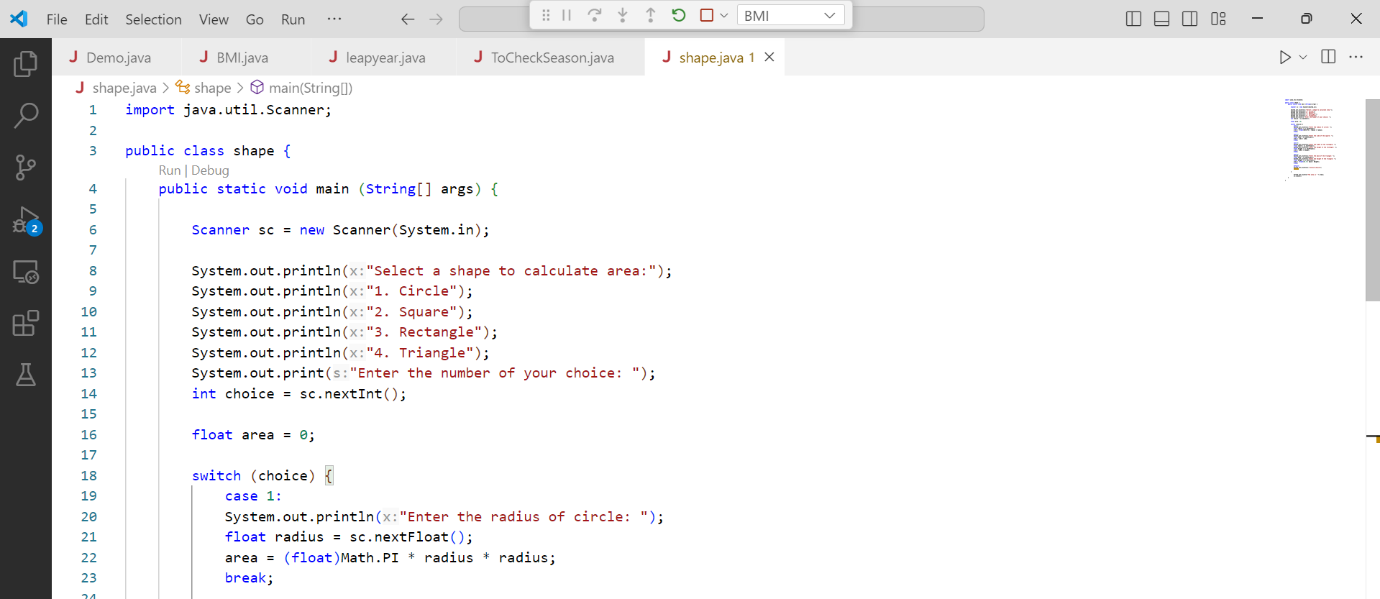 File Edit Selection View Go Run ··· BMI
Demo.java BMI.java leapyear.java ToCheckSeason.java shape.java 1
shape.java > shape > main(String[])
1 import java.util.Scanner;
2
3 public class shape {
Run | Debug
4 public static void main (String[] args) {
5
6 Scanner sc = new Scanner(System.in);
7
8 System.out.println(x:"Select a shape to calculate area:");
9 System.out.println(x:"1. Circle");
10 System.out.println(x:"2. Square");
11 System.out.println(x:"3. Rectangle");
12 System.out.println(x:"4. Triangle");
13 System.out.print(s:"Enter the number of your choice: ");
14 int choice = sc.nextInt();
15
16 float area = 0;
17
18 switch (choice) {
19 case 1:
20 System.out.println(x:"Enter the radius of circle: ");
21 float radius = sc.nextFloat();
2
22 area = (float)Math.PI * radius * radius;
23 break;
24